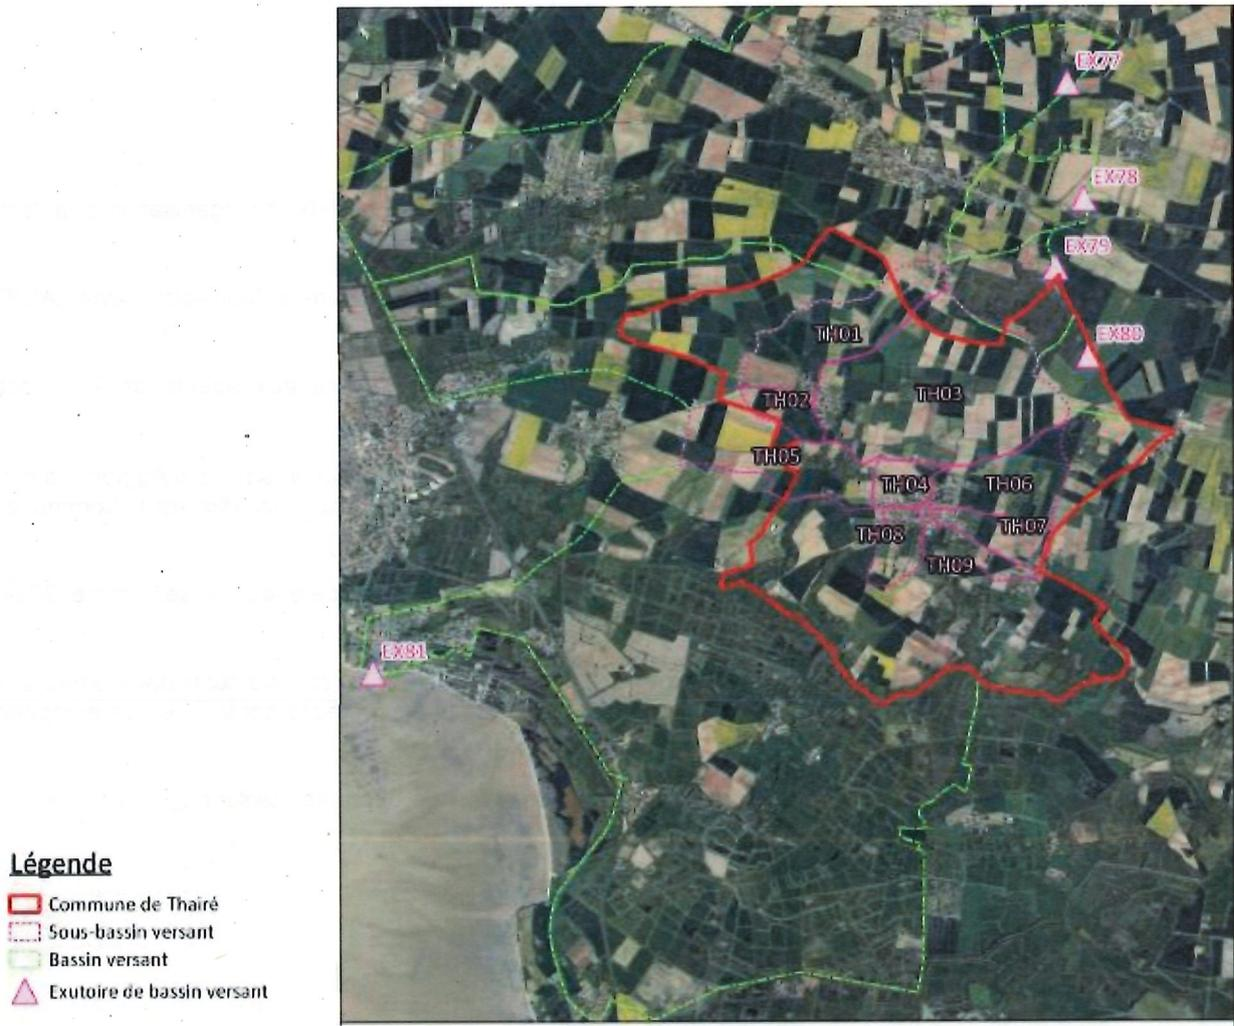 EX77
EX78
EX79
EX80
TH01
TH03
TH02
TH05
TH04
TH06
TH07
TH08
TH09
EX81
Légende
Commune de Thairé
Sous-bassin versant
Bassin versant
Exutoire de bassin versant